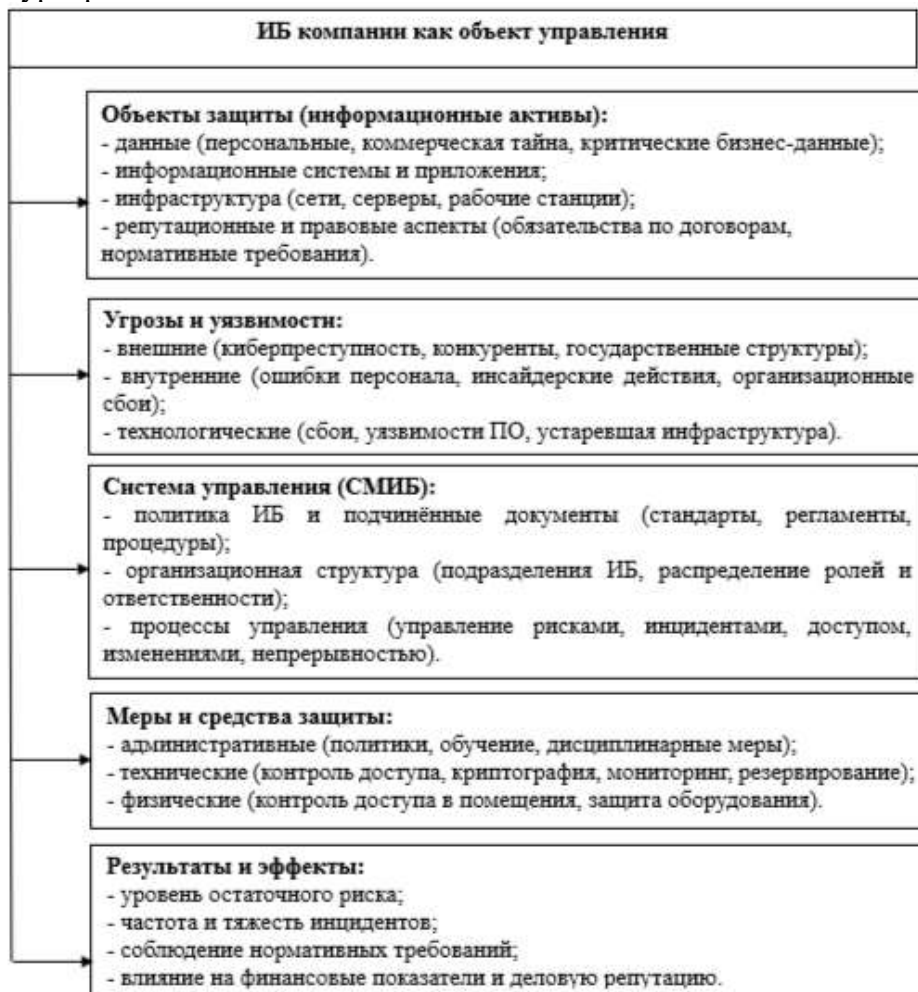 ИБ компании как объект управления
Объекты защиты (информационные активы):
- данные (персональные, коммерческая тайна, критические бизнес-данные);
- информационные системы и приложения;
- инфраструктура (сети, серверы, рабочие станции);
- репутационные и правовые аспекты (обязательства по договорам,
нормативные требования).
Угрозы и уязвимости:
- внешние (киберпреступность, конкуренты, государственные структуры);
- внутренние (ошибки персонала, инсайдерские действия, организационные
сбои);
- технологические (сбои, уязвимости ПО, устаревшая инфраструктура).
Система управления (СМИБ):
- политика ИБ и подчинённые документы (стандарты, регламенты,
процедуры);
- организационная структура (подразделения ИБ, распределение ролей и
ответственности);
- процессы управления (управление рисками, инцидентами, доступом,
изменениями, непрерывностью).
Меры и средства защиты:
- административные (политики, обучение, дисциплинарные меры);
- технические (контроль доступа, криптография, мониторинг, резервирование);
- физические (контроль доступа в помещения, защита оборудования).
Результаты и эффекты:
- уровень остаточного риска;
- частота и тяжесть инцидентов;
- соблюдение нормативных требований;
- влияние на финансовые показатели и деловую репутацию.